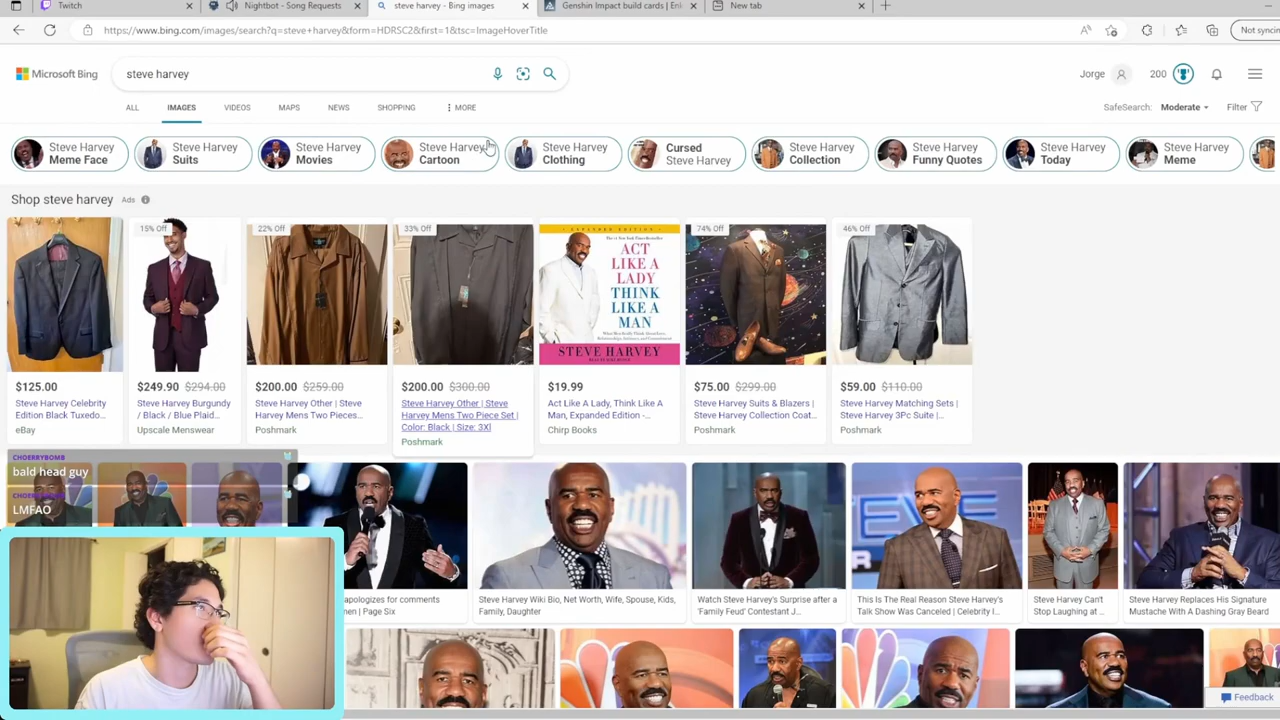 Twitch
Nightbot - Song Requests
steve harvey - Bing images
Genshin Impact build cards | Enk
New tab
https://www.bing.com/images/search?q=steve+harvey&form=HDRSC2&first=1&tsc=ImageHoverTitle
Not syncin
Microsoft Bing
steve harvey
Jorge
200
ALL
IMAGES
VIDEOS
MAPS
NEWS
SHOPPING
MORE
SafeSearch: Moderate
Filter
Steve Harvey
Meme Face
Steve Harvey
Suits
Steve Harvey
Movies
Steve Harvey
Cartoon
Steve Harvey
Clothing
Cursed
Steve Harvey
Steve Harvey
Collection
Steve Harvey
Funny Quotes
Steve Harvey
Today
Steve Harvey
Meme
Shop steve harvey
Ads
15% Off
22% Off
33% Off
EXPANDED EDITION
ACT
LIKE A
LADY
THINK
LIKE A
MAN
STEVE HARVEY
74% Off
46% Off
$125.00
Steve Harvey Celebrity
Edition Black Tuxedo...
eBay
$249.90 $294.00
Steve Harvey Burgundy
/ Black / Blue Plaid...
Upscale Menswear
$200.00 $259.00
Steve Harvey Other | Steve
Harvey Mens Two Pieces...
Poshmark
$200.00 $300.00
Steve Harvey Other | Steve
Harvey Mens Two Piece Set |
Color: Black | Size: 3Xl
Poshmark
$19.99
Act Like A Lady, Think Like A
Man, Expanded Edition -...
Chirp Books
$75.00 $299.00
Steve Harvey Suits & Blazers |
Steve Harvey Collection Coat...
Poshmark
$59.00 $110.00
Steve Harvey Matching Sets |
Steve Harvey 3Pc Suite |...
Poshmark
CHOERRYBOMB
bald head guy
LMFAO
apologizes for comments
men | Page Six
Steve Harvey Wiki Bio, Net Worth, Wife, Spouse, Kids,
Family, Daughter
Watch Steve Harvey's Surprise after a
'Family Feud' Contestant J...
This Is The Real Reason Steve Harvey's
Talk Show Was Canceled | Celebrity I...
Steve Harvey Can't
Stop Laughing at ...
Steve Harvey Replaces His Signature
Mustache With A Dashing Gray Beard
Feedback